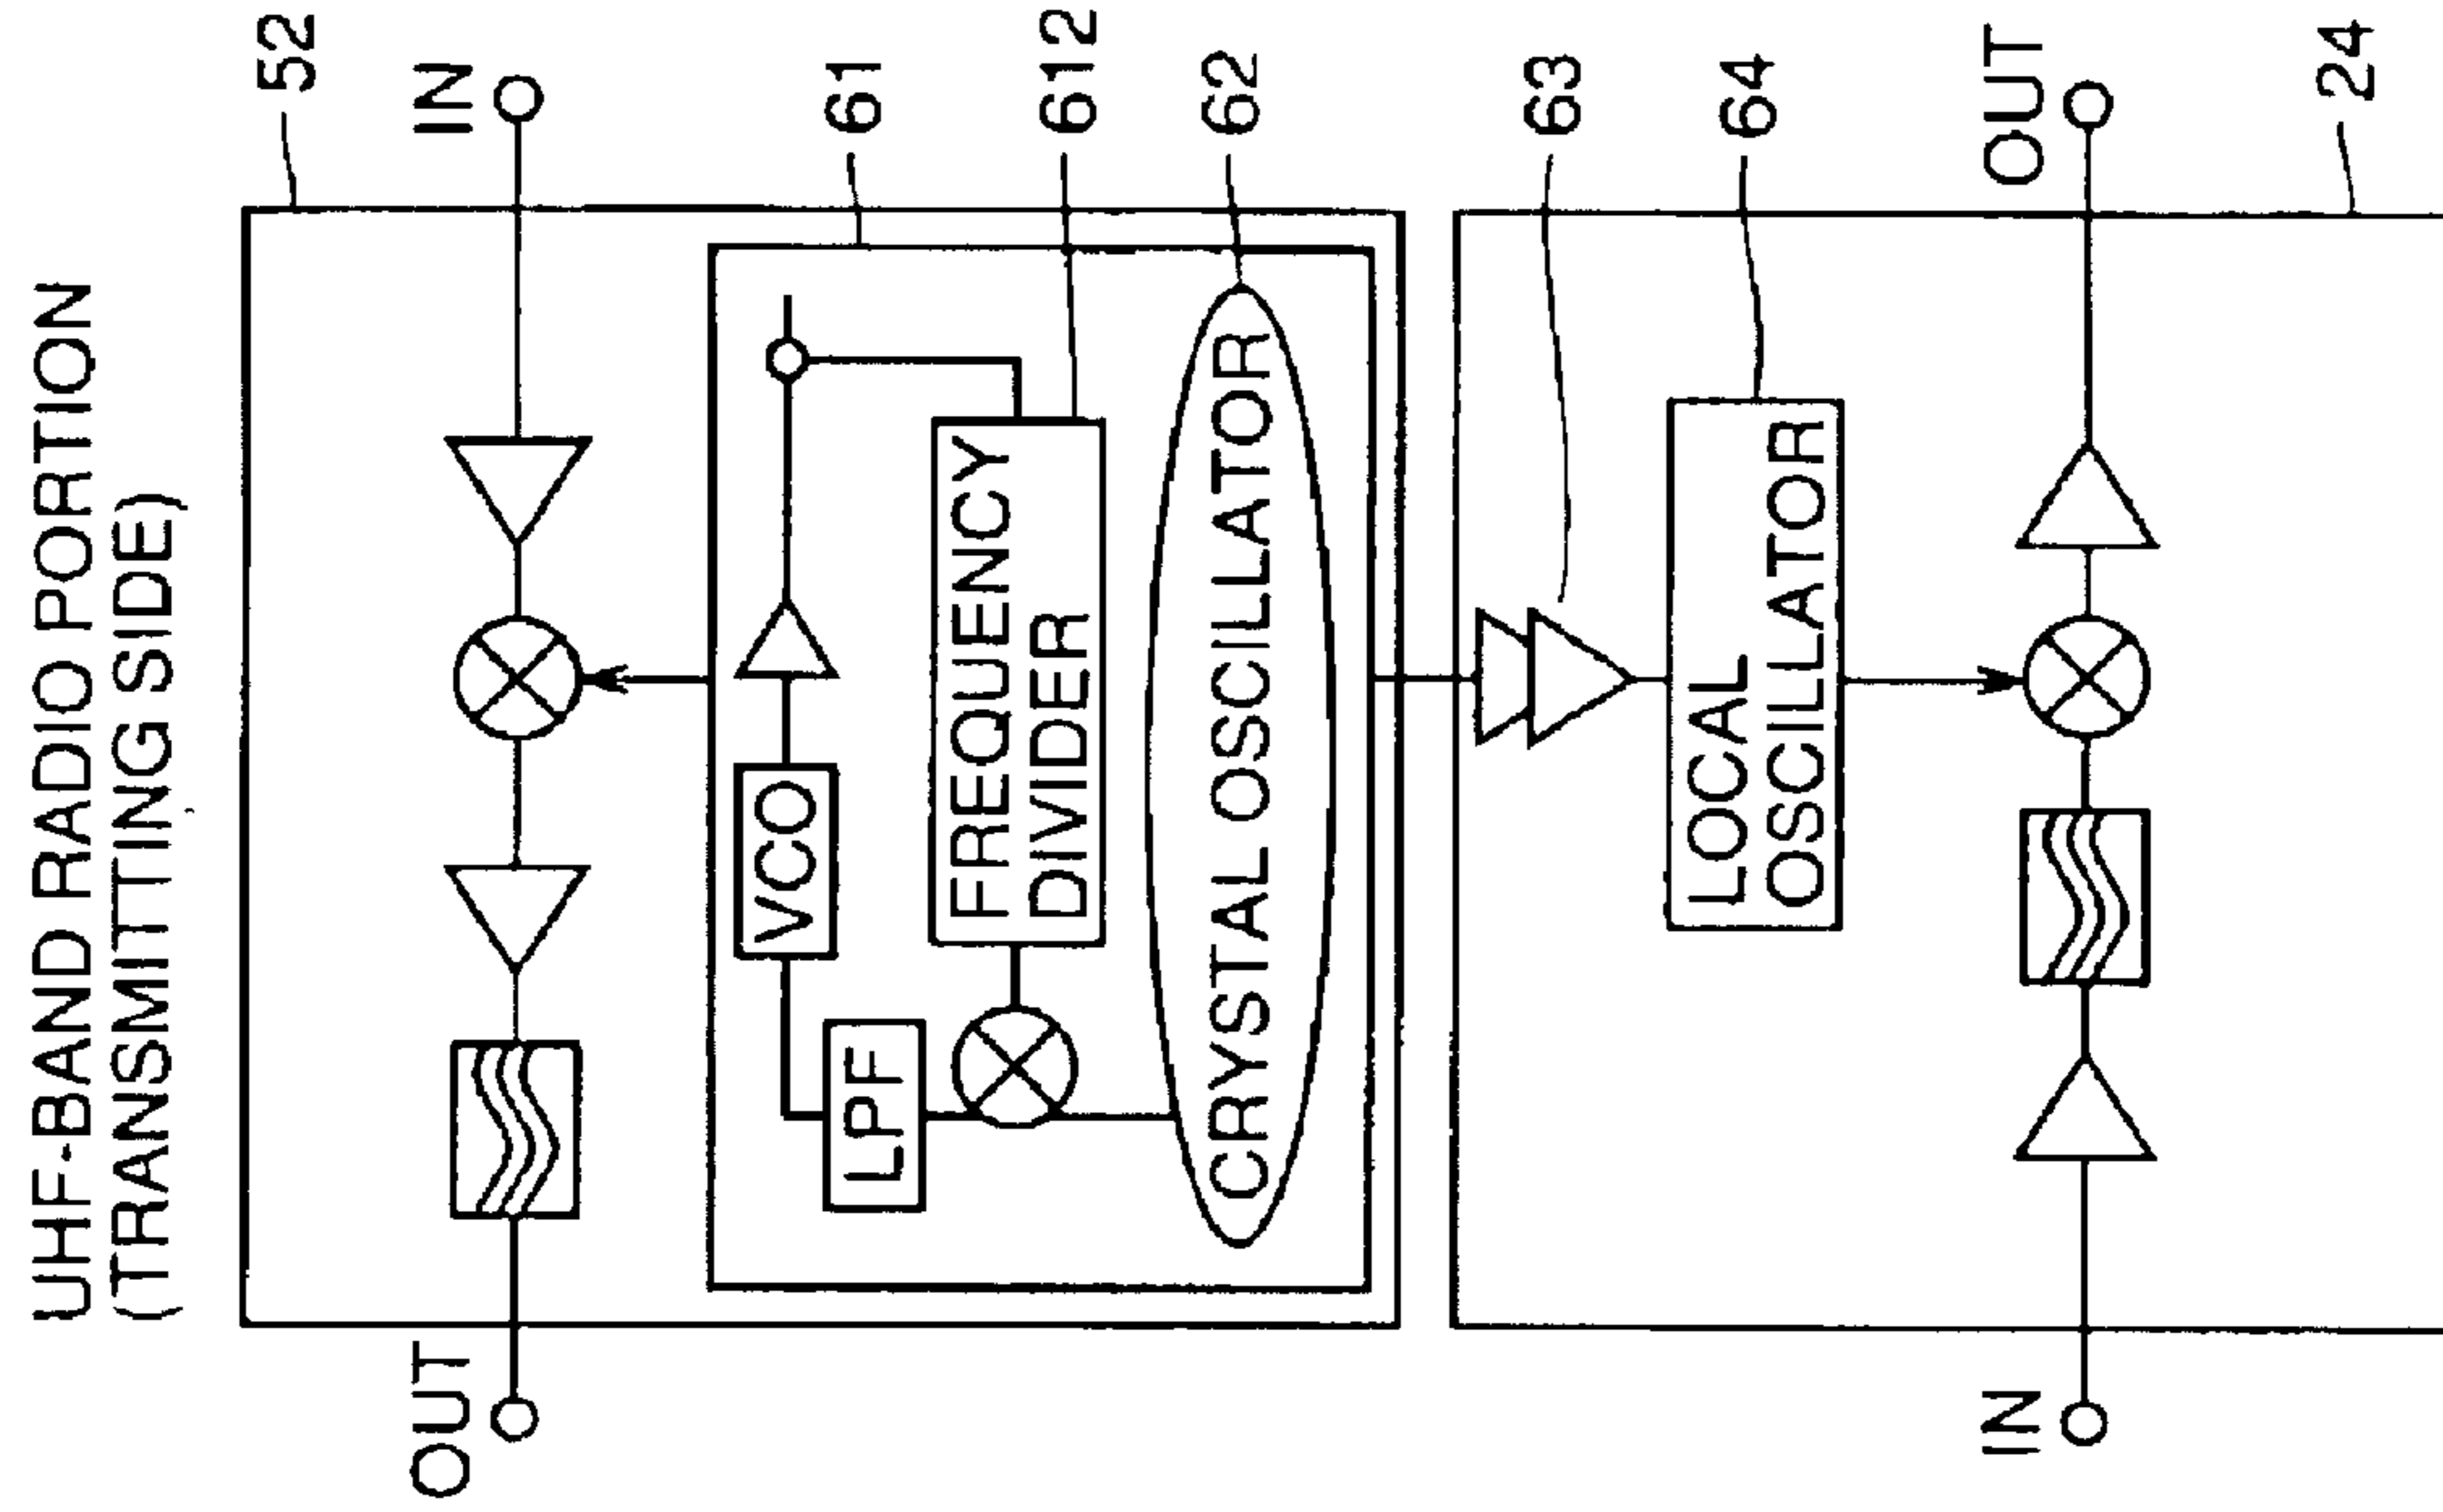 UHF-BAND RADIO PORTION
(TRANSMITTING SIDE)
52
OUT
IN
61
VCO
LPF
612
FREQUENCY
DIVIDER
62
CRYSTAL OSCILLATOR
63
64
LOCAL
OSCILLATOR
IN
OUT
24